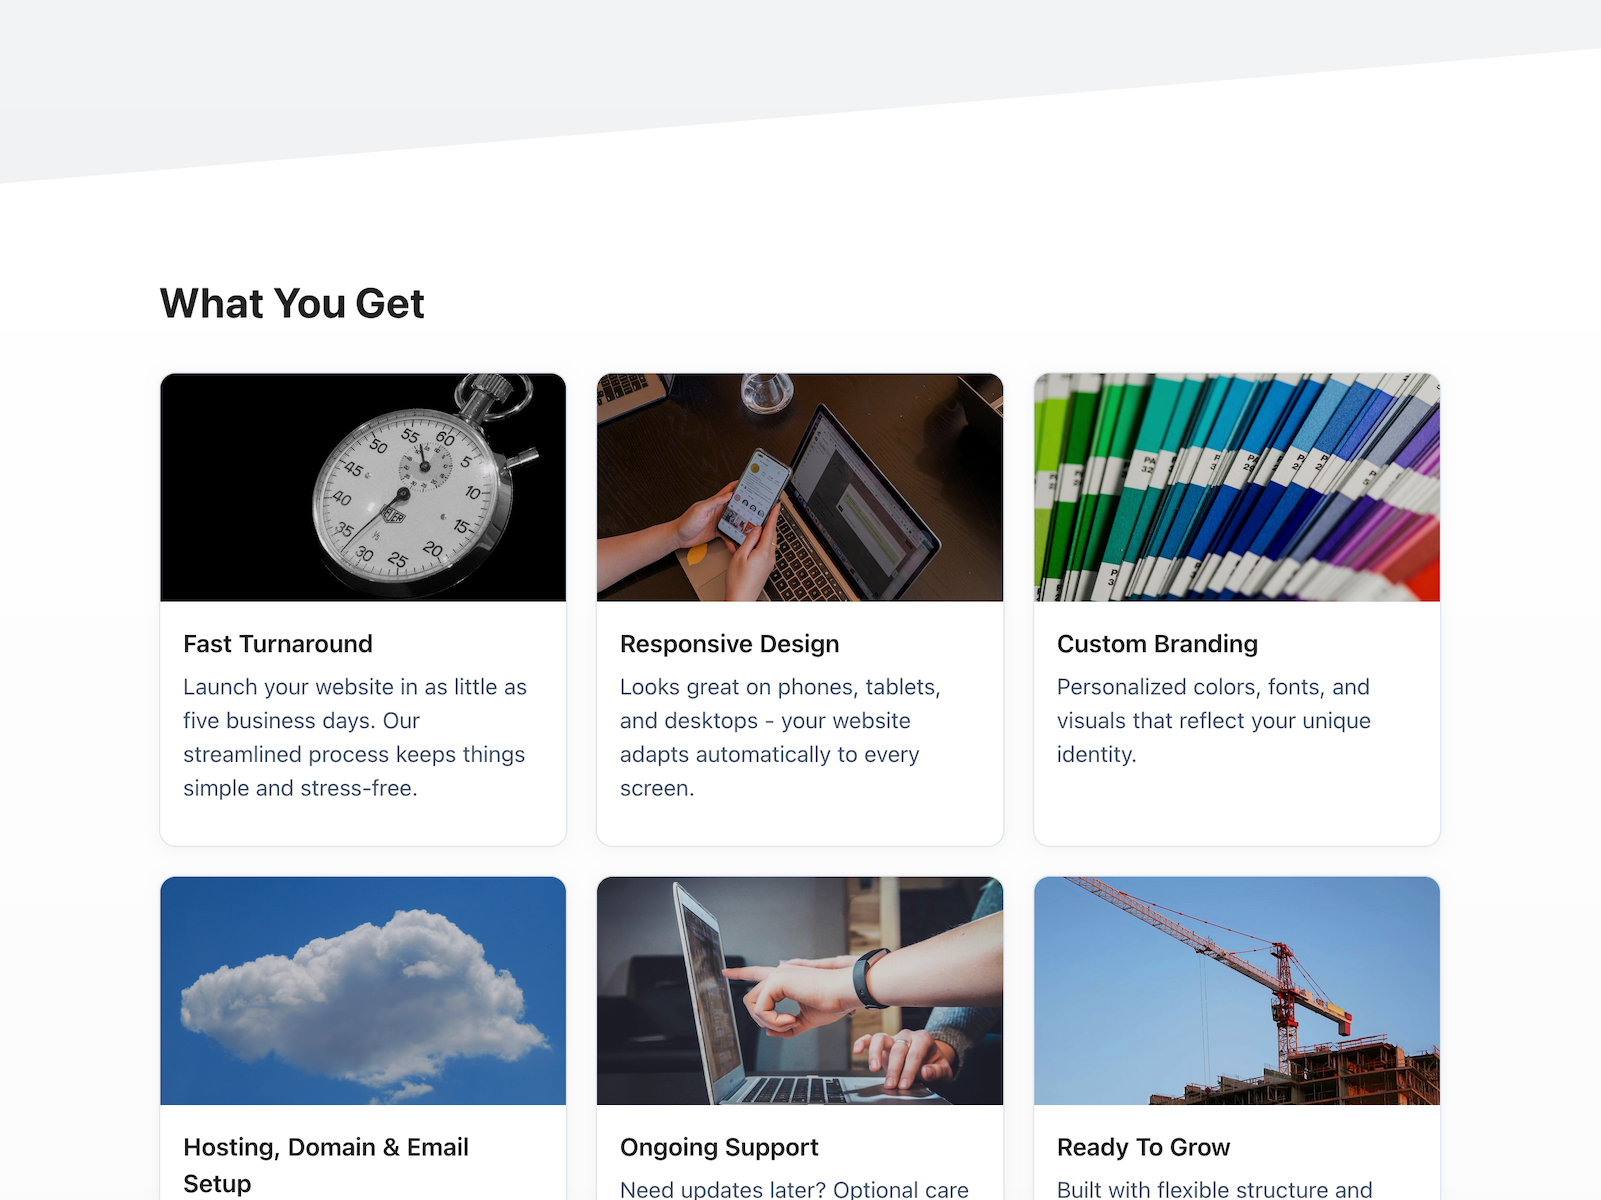 What You Get
55 60
50 5
45 10
40 15
35 20
30 25
Fast Turnaround
Launch your website in as little as
five business days. Our
streamlined process keeps things
simple and stress-free.
Responsive Design
Looks great on phones, tablets,
and desktops - your website
adapts automatically to every
screen.
Custom Branding
Personalized colors, fonts, and
visuals that reflect your unique
identity.
Hosting, Domain & Email
Setup
Ongoing Support
Need updates later? Optional care
Ready To Grow
Built with flexible structure and